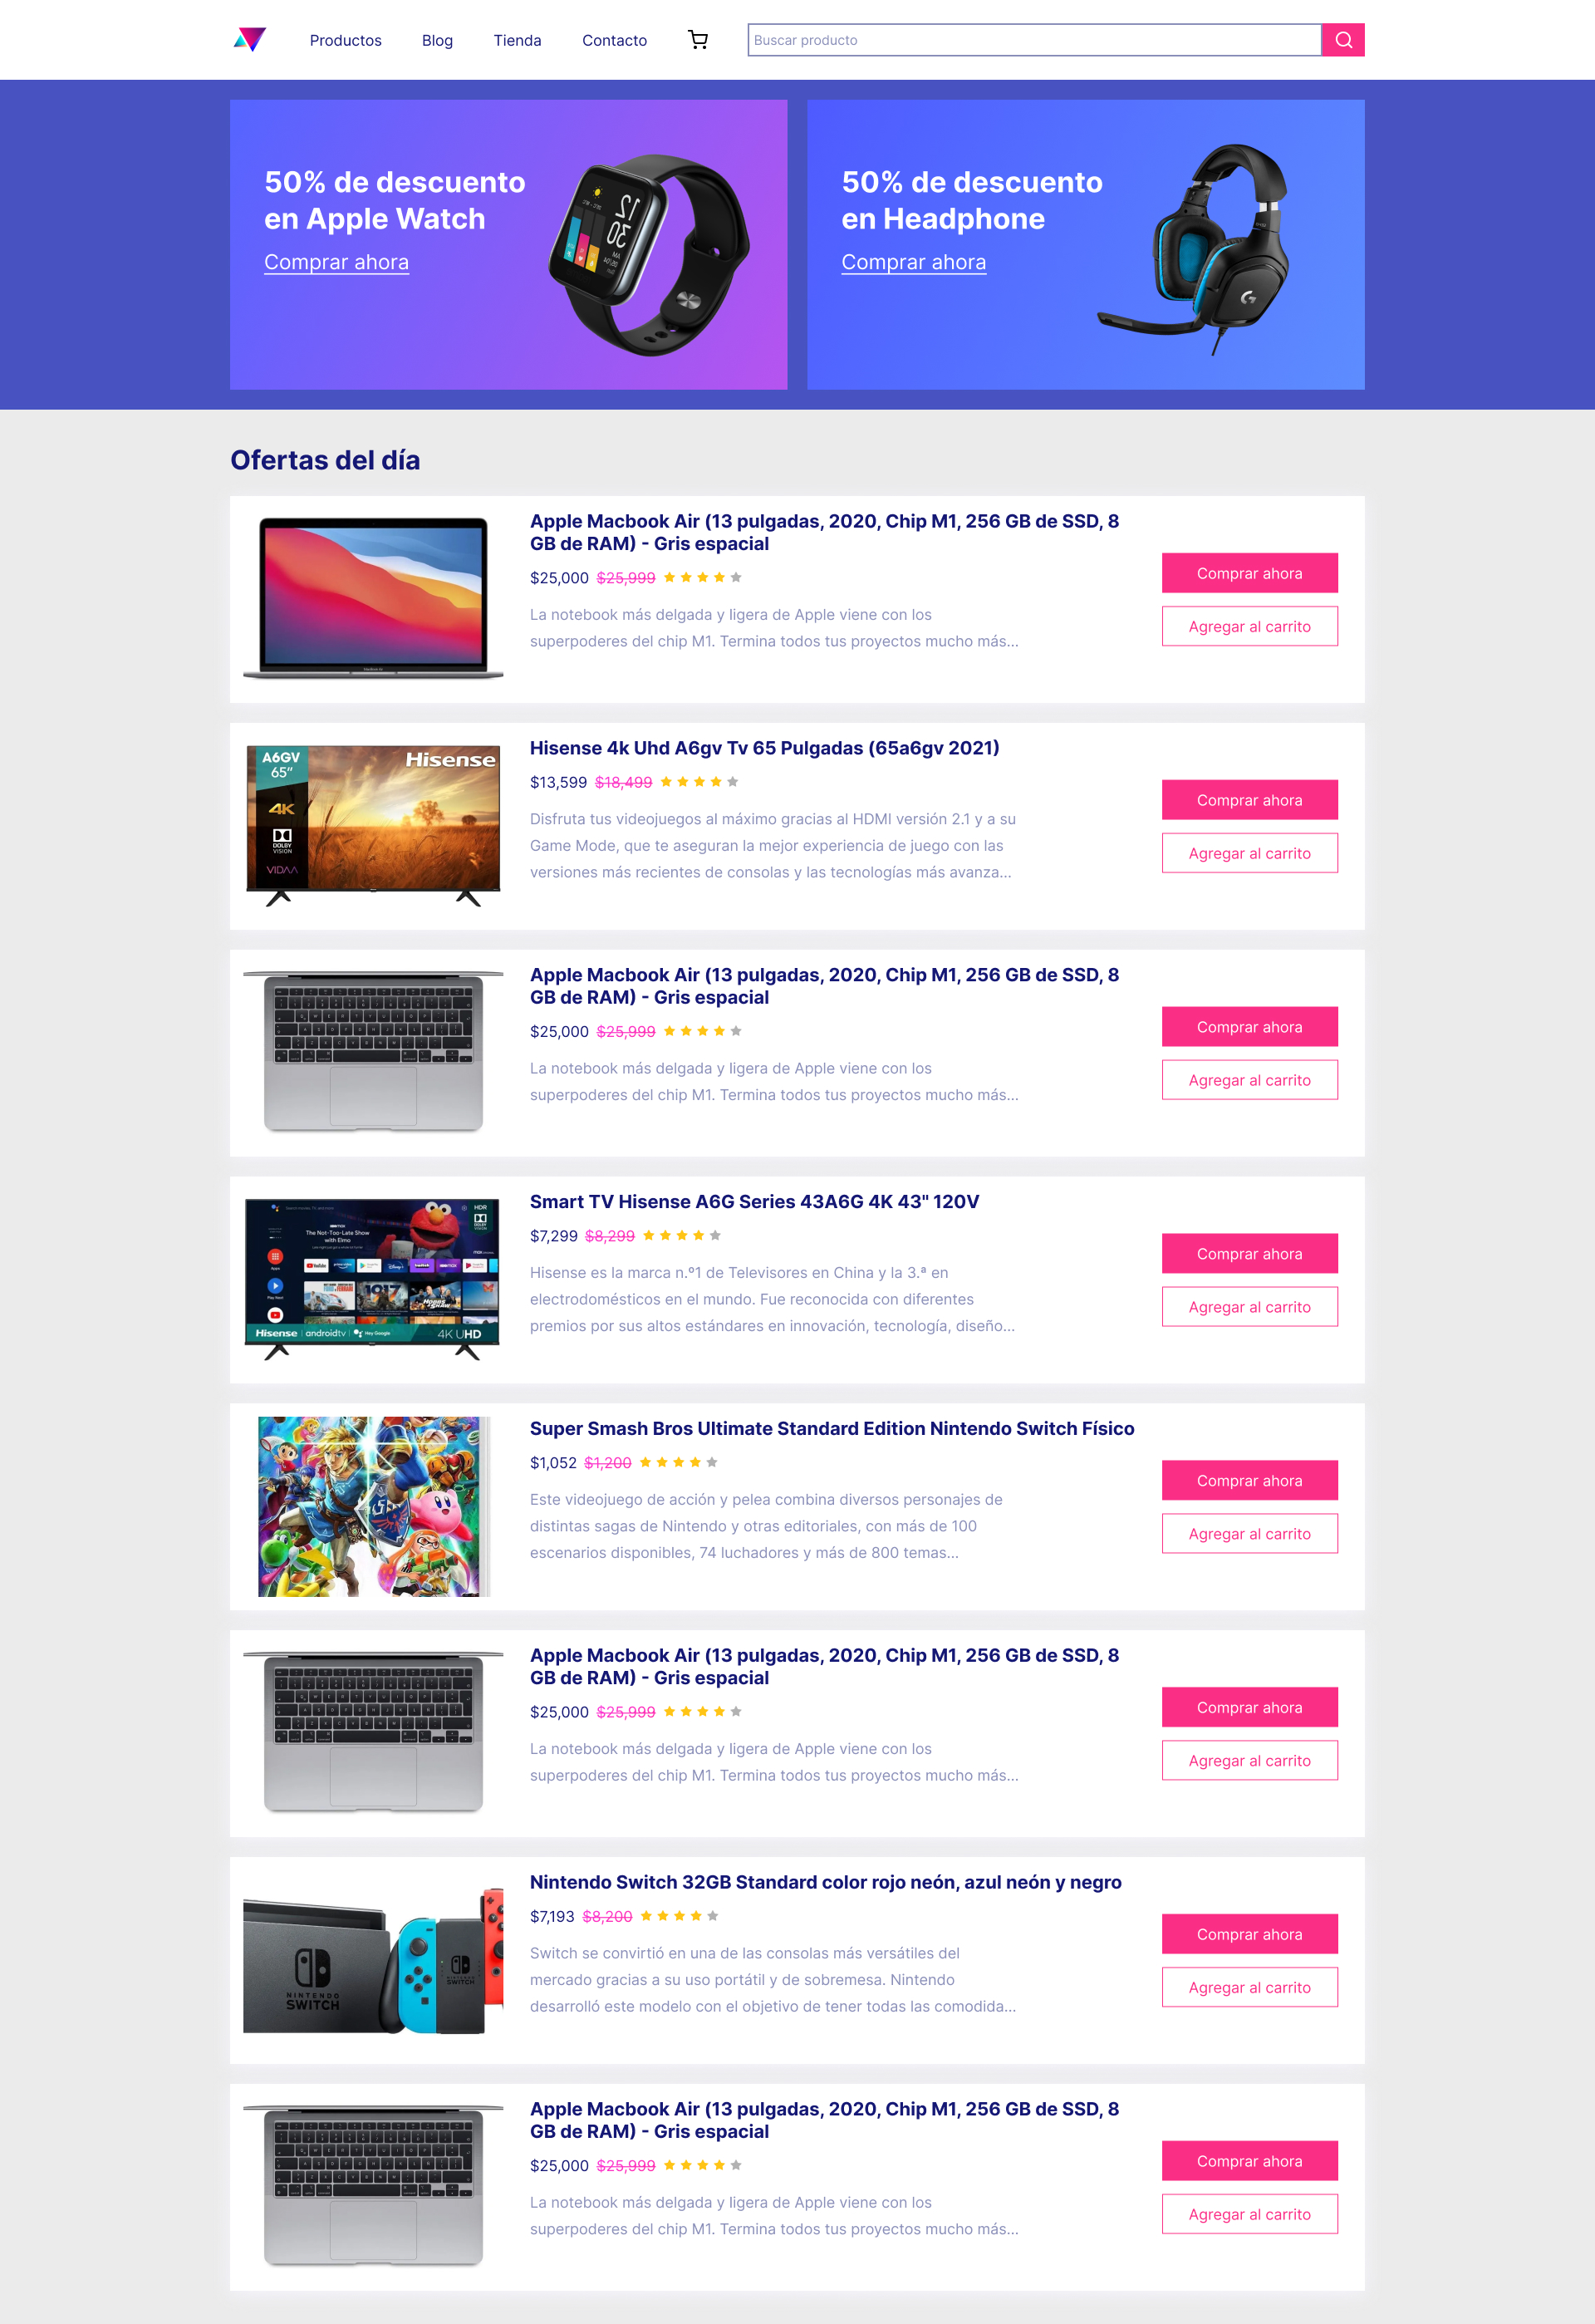 Productos Blog Tienda Contacto Buscar producto
50% de descuento
en Apple Watch
Comprar ahora
50% de descuento
en Headphone
Comprar ahora
Ofertas del día
Apple Macbook Air (13 pulgadas, 2020, Chip M1, 256 GB de SSD, 8
GB de RAM) - Gris espacial
$25,000 $25,999
La notebook más delgada y ligera de Apple viene con los
superpoderes del chip M1. Termina todos tus proyectos mucho más...
Comprar ahora
Agregar al carrito
A6GV
65"
Hisense
4K
DOLBY
VISION
VIDAA
Hisense 4k Uhd A6gv Tv 65 Pulgadas (65a6gv 2021)
$13,599 $18,499
Disfruta tus videojuegos al máximo gracias al HDMI versión 2.1 y a su
Game Mode, que te aseguran la mejor experiencia de juego con las
versiones más recientes de consolas y las tecnologías más avanza...
Comprar ahora
Agregar al carrito
Apple Macbook Air (13 pulgadas, 2020, Chip M1, 256 GB de SSD, 8
GB de RAM) - Gris espacial
$25,000 $25,999
La notebook más delgada y ligera de Apple viene con los
superpoderes del chip M1. Termina todos tus proyectos mucho más...
Comprar ahora
Agregar al carrito
HDR
The Not-Too-Late Show
with Elmo
Hisense androidtv Hey Google 4K UHD
Smart TV Hisense A6G Series 43A6G 4K 43" 120V
$7,299 $8,299
Hisense es la marca n.º1 de Televisores en China y la 3.ª en
electrodomésticos en el mundo. Fue reconocida con diferentes
premios por sus altos estándares en innovación, tecnología, diseño...
Comprar ahora
Agregar al carrito
Super Smash Bros Ultimate Standard Edition Nintendo Switch Físico
$1,052 $1,200
Este videojuego de acción y pelea combina diversos personajes de
distintas sagas de Nintendo y otras editoriales, con más de 100
escenarios disponibles, 74 luchadores y más de 800 temas...
Comprar ahora
Agregar al carrito
Apple Macbook Air (13 pulgadas, 2020, Chip M1, 256 GB de SSD, 8
GB de RAM) - Gris espacial
$25,000 $25,999
La notebook más delgada y ligera de Apple viene con los
superpoderes del chip M1. Termina todos tus proyectos mucho más...
Comprar ahora
Agregar al carrito
NINTENDO
SWITCH
NINTENDO
SWITCH
Nintendo Switch 32GB Standard color rojo neón, azul neón y negro
$7,193 $8,200
Switch se convirtió en una de las consolas más versátiles del
mercado gracias a su uso portátil y de sobremesa. Nintendo
desarrolló este modelo con el objetivo de tener todas las comodida...
Comprar ahora
Agregar al carrito
Apple Macbook Air (13 pulgadas, 2020, Chip M1, 256 GB de SSD, 8
GB de RAM) - Gris espacial
$25,000 $25,999
La notebook más delgada y ligera de Apple viene con los
superpoderes del chip M1. Termina todos tus proyectos mucho más...
Comprar ahora
Agregar al carrito